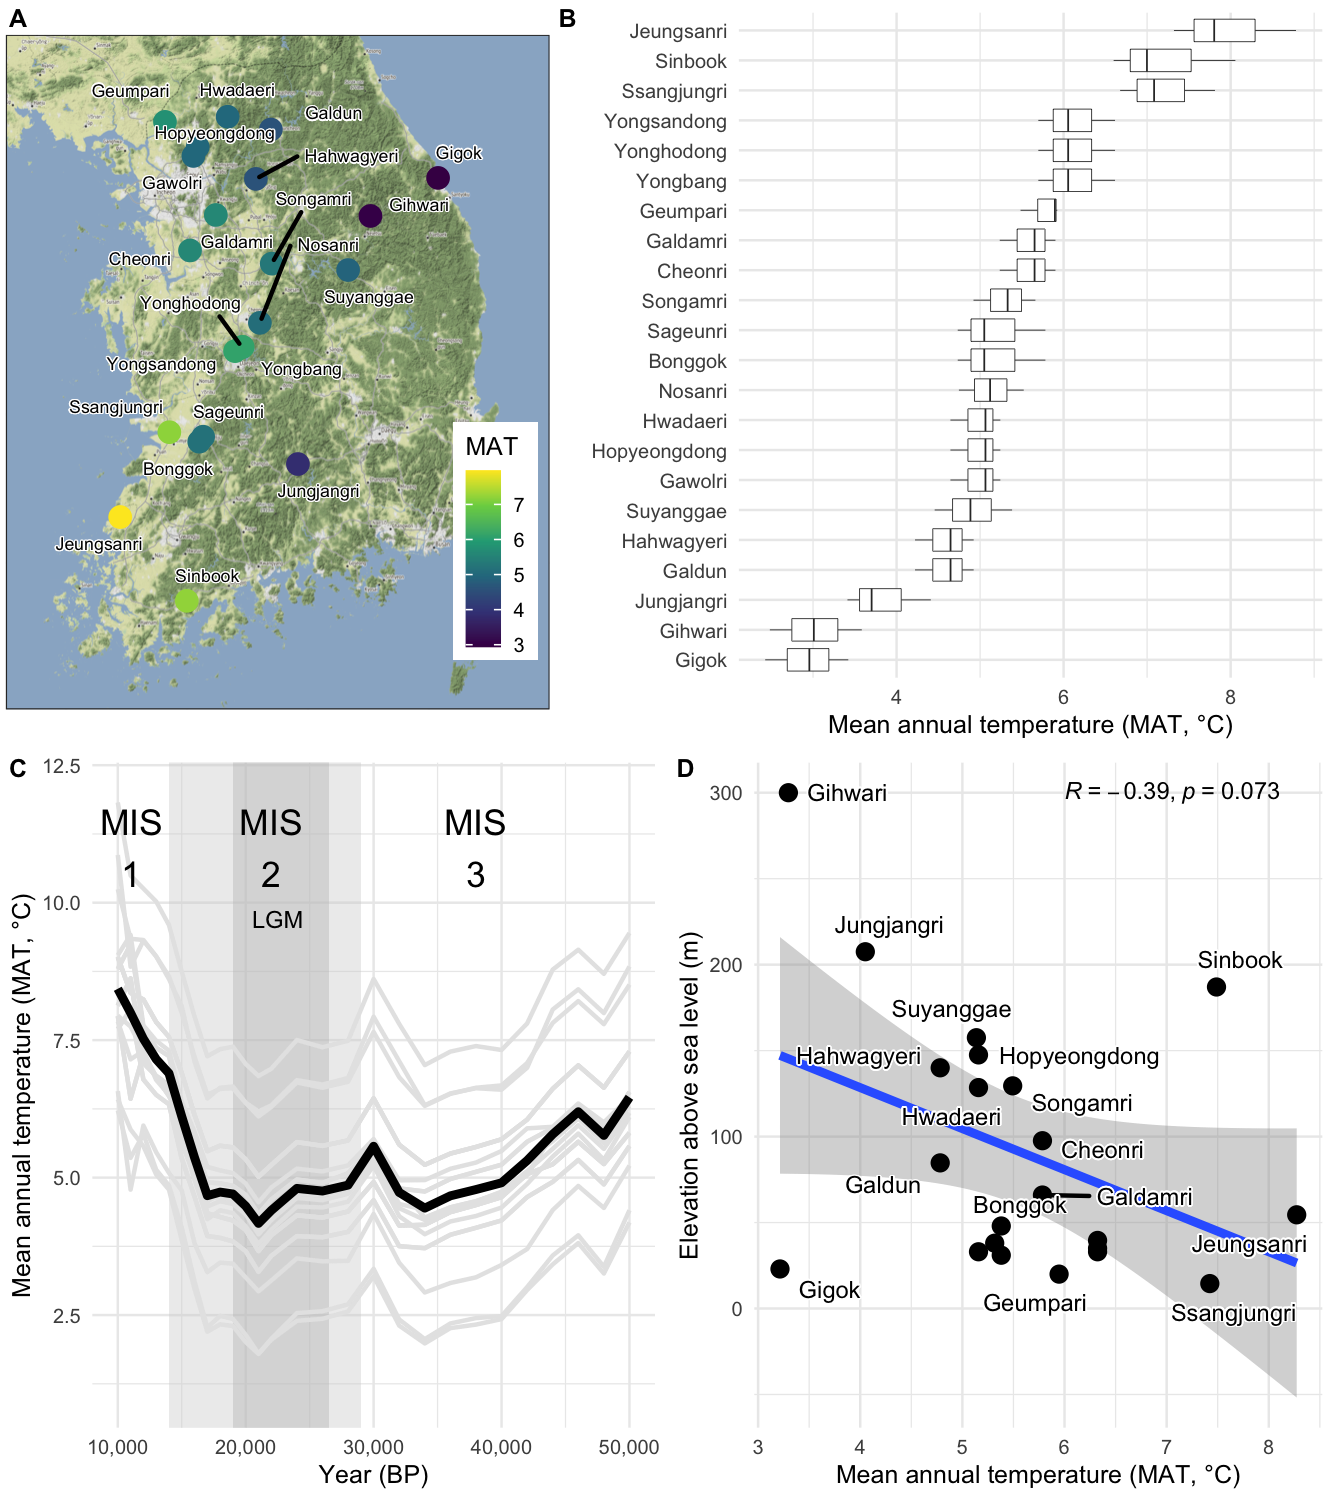 A
Geumpari
Hwadaeri
Galdun
Hopyeongdong
Hahwagyeri
Gigok
Gawolri
Songamri
Gihwari
Galdamri
Nosanri
Cheonri
Suyanggae
Yonghodong
Yongsandong
Yongbang
Ssangjungri
Sageunri
Bonggok
Jungjangri
Jeungsanri
Sinbook
MAT
7
6
5
4
3
B
Jeungsanri
Sinbook
Ssangjungri
Yongsandong
Yonghodong
Yongbang
Geumpari
Galdamri
Cheonri
Songamri
Sageunri
Bonggok
Nosanri
Hwadaeri
Hopyeongdong
Gawolri
Suyanggae
Hahwagyeri
Galdun
Jungjangri
Gihwari
Gigok
4 6 8
Mean annual temperature (MAT, °C)
C
12.5
10.0
7.5
5.0
2.5
Mean annual temperature (MAT, °C)
MIS
1
MIS
2
LGM
MIS
3
10,000 20,000 30,000 40,000 50,000
Year (BP)
D
300
200
100
0
Elevation above sea level (m)
R = −0.39, p = 0.073
Gihwari
Jungjangri
Sinbook
Suyanggae
Hahwagyeri
Hopyeongdong
Songamri
Hwadaeri
Cheonri
Galdun
Galdamri
Bonggok
Jeungsanri
Gigok
Geumpari
Ssangjungri
3 4 5 6 7 8
Mean annual temperature (MAT, °C)